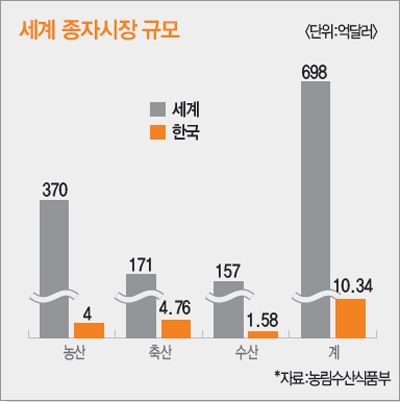 세계 종자시장 규모
<단위:억달러>
698
세계
한국
370
171
157
10.34
4
4.76
1.58
농산
축산
수산
계
*자료:농림수산식품부